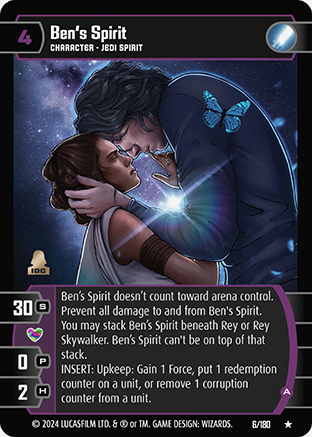 4
Ben's Spirit
CHARACTER - JEDI SPIRIT
IDC
30 S
0 P
2 H
Ben's Spirit doesn't count toward arena control.
Prevent all damage to and from Ben's Spirit.
You may stack Ben's Spirit beneath Rey or Rey
Skywalker. Ben's Spirit can't be on top of that
stack.
INSERT: Upkeep: Gain 1 Force, put 1 redemption
counter on a unit, or remove 1 corruption
counter from a unit.
A
© 2024 LUCASFILM LTD. & ® or TM. GAME DESIGN: WIZARDS.
6/180
★